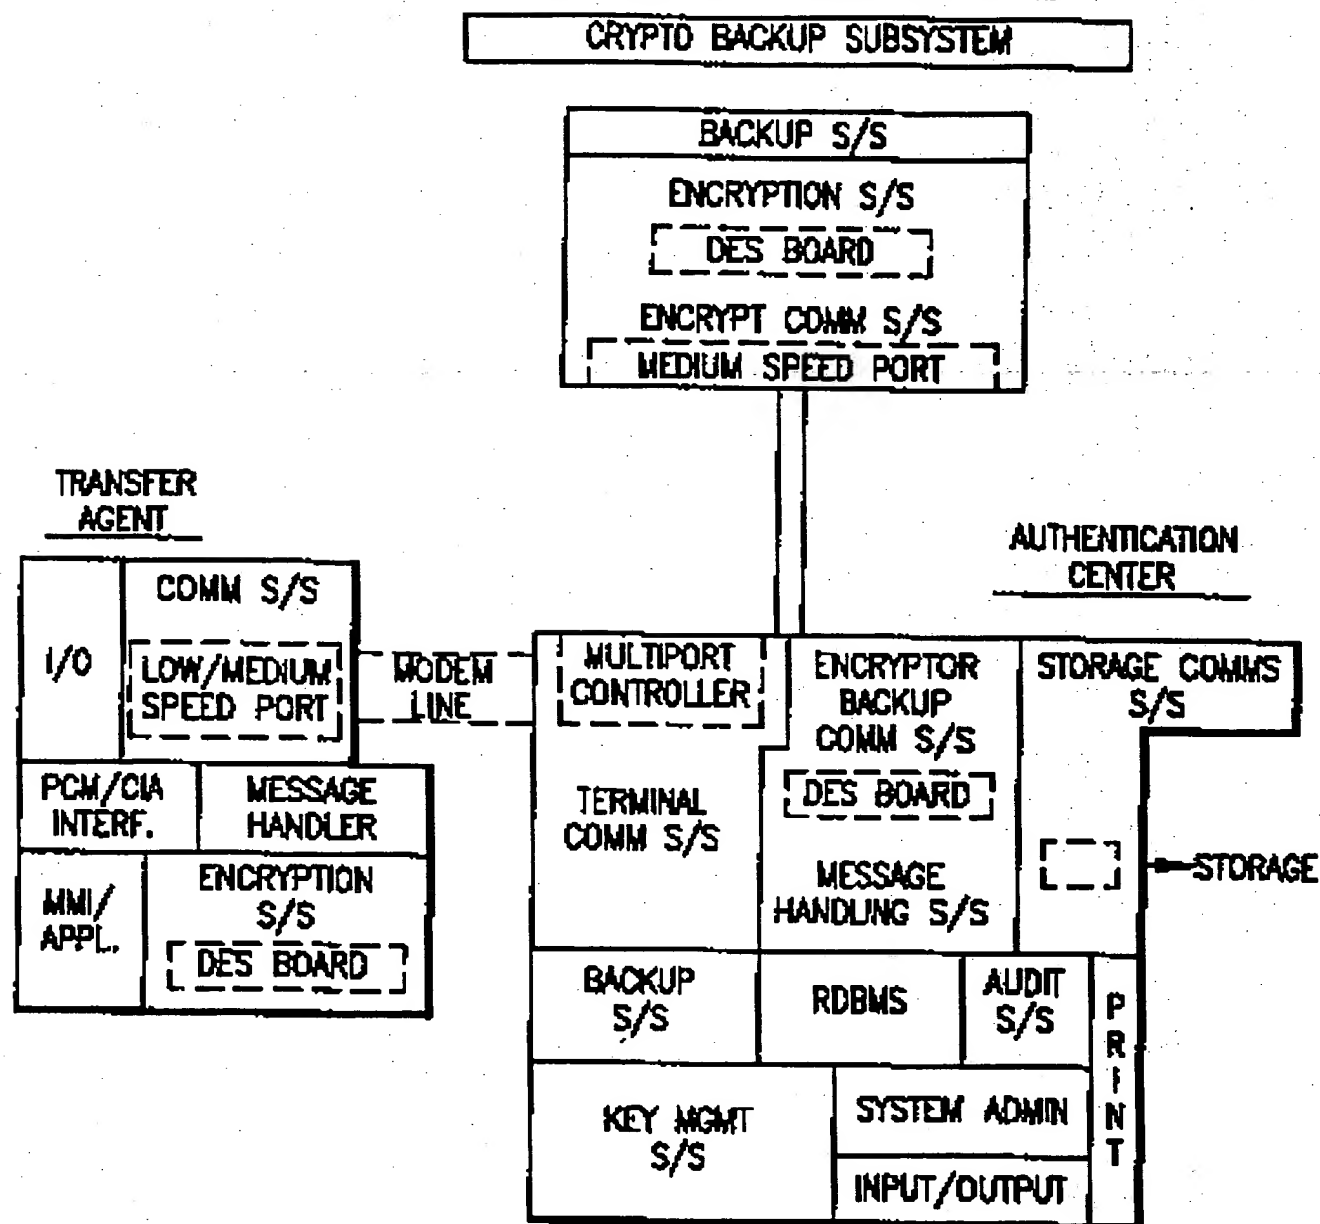 CRYPTO BACKUP SUBSYSTEM
BACKUP S/S
ENCRYPTION S/S
DES BOARD
ENCRYPT COMM S/S
MEDIUM SPEED PORT
TRANSFER
AGENT
I/O
COMM S/S
LOW/MEDIUM
SPEED PORT
PCM/CIA
INTERF.
MESSAGE
HANDLER
MMI/
APPL.
ENCRYPTION
S/S
DES BOARD
MODEM
LINE
AUTHENTICATION
CENTER
MULTIPORT
CONTROLLER
TERMINAL
COMM S/S
ENCRYPTOR
BACKUP
COMM S/S
DES BOARD
MESSAGE
HANDLING S/S
STORAGE COMMS
S/S
STORAGE
BACKUP
S/S
RDBMS
AUDIT
S/S
PRINT
KEY MGMT
S/S
SYSTEM ADMIN
INPUT/OUTPUT